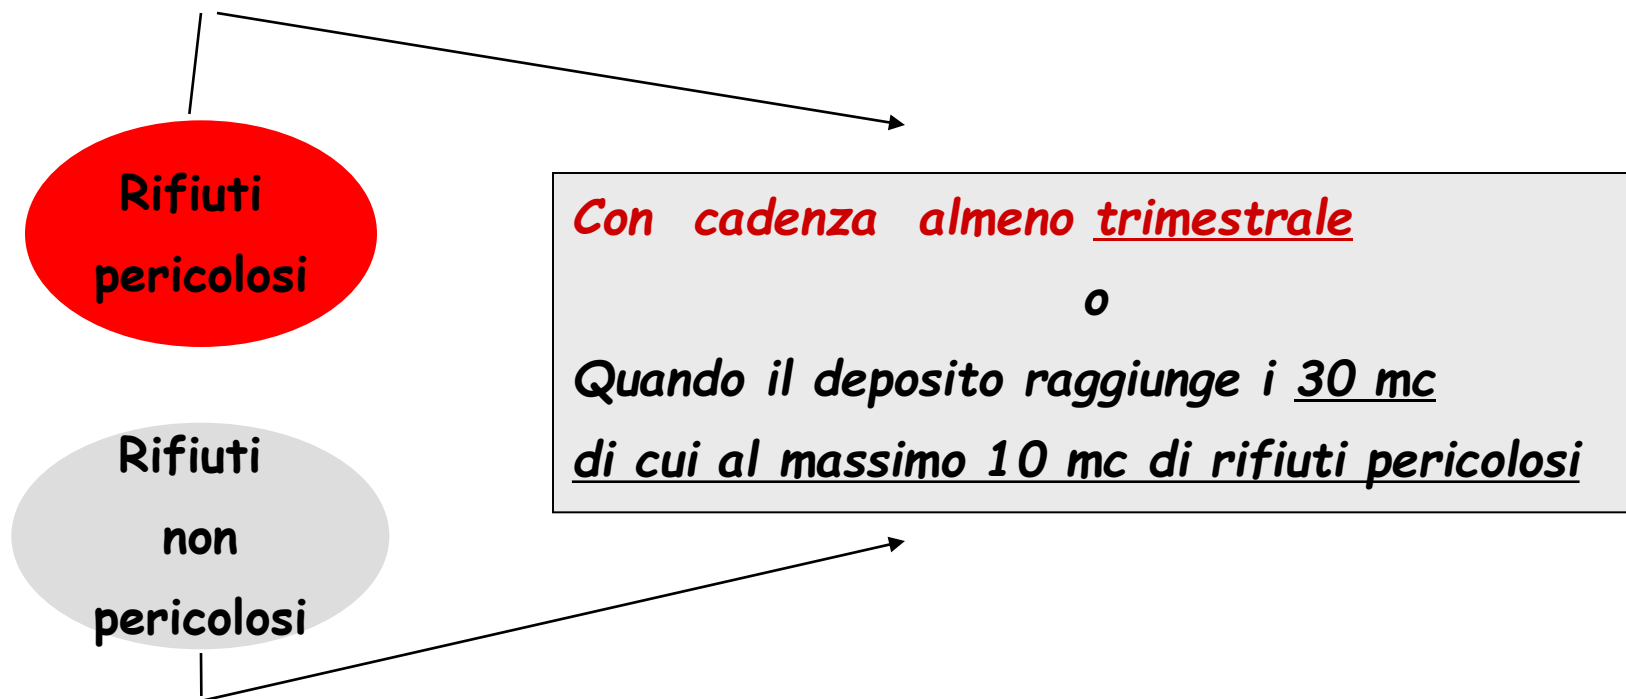 Rifiuti
pericolosi
Con cadenza almeno trimestrale
o
Quando il deposito raggiunge i 30 mc
di cui al massimo 10 mc di rifiuti pericolosi
Rifiuti
non
pericolosi